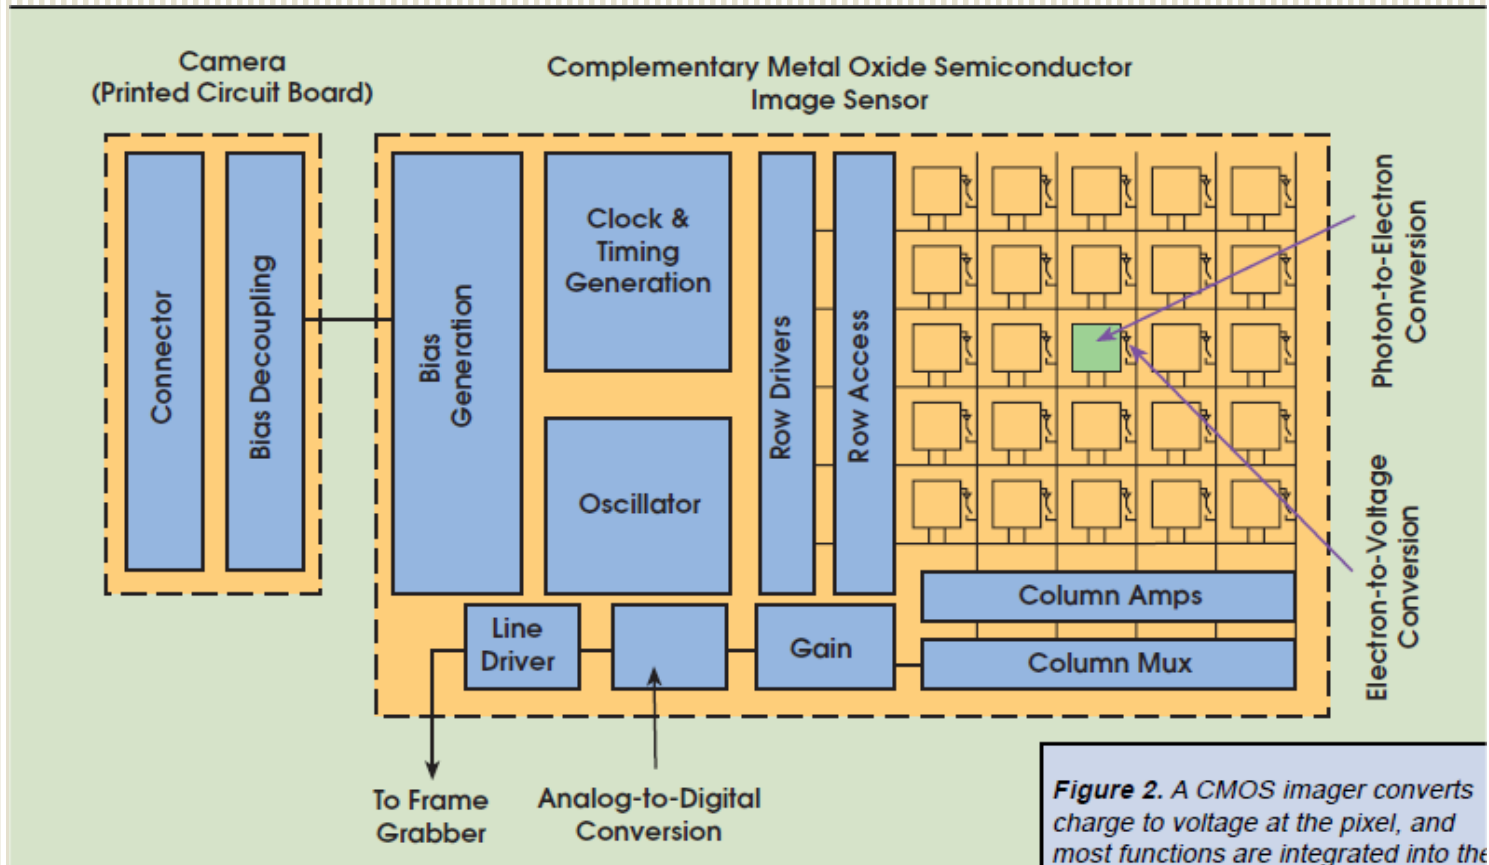 Camera
(Printed Circuit Board)
Complementary Metal Oxide Semiconductor
Image Sensor
Connector
Bias Decoupling
Bias
Generation
Clock &
Timing
Generation
Oscillator
Row Drivers
Row Access
Photon-to-Electron
Conversion
Electron-to-Voltage
Conversion
Column Amps
Column Mux
Gain
Line
Driver
To Frame
Grabber
Analog-to-Digital
Conversion
Figure 2. A CMOS imager converts
charge to voltage at the pixel, and
most functions are integrated into the